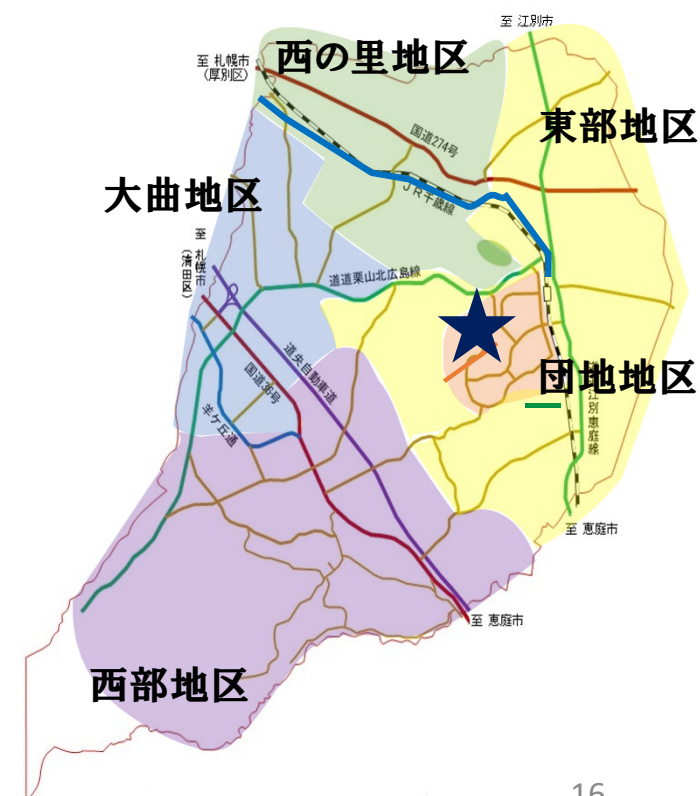 至 江別市
西の里地区
至 札幌市
(厚別区)
東部地区
国道274号
大曲地区
JR千歳線
至 札幌市
(清田区)
道道栗山北広島線
道央自動車道
国道36号
団地地区
江別恵庭線
羊ケ丘通
至 恵庭市
至 恵庭市
西部地区
16